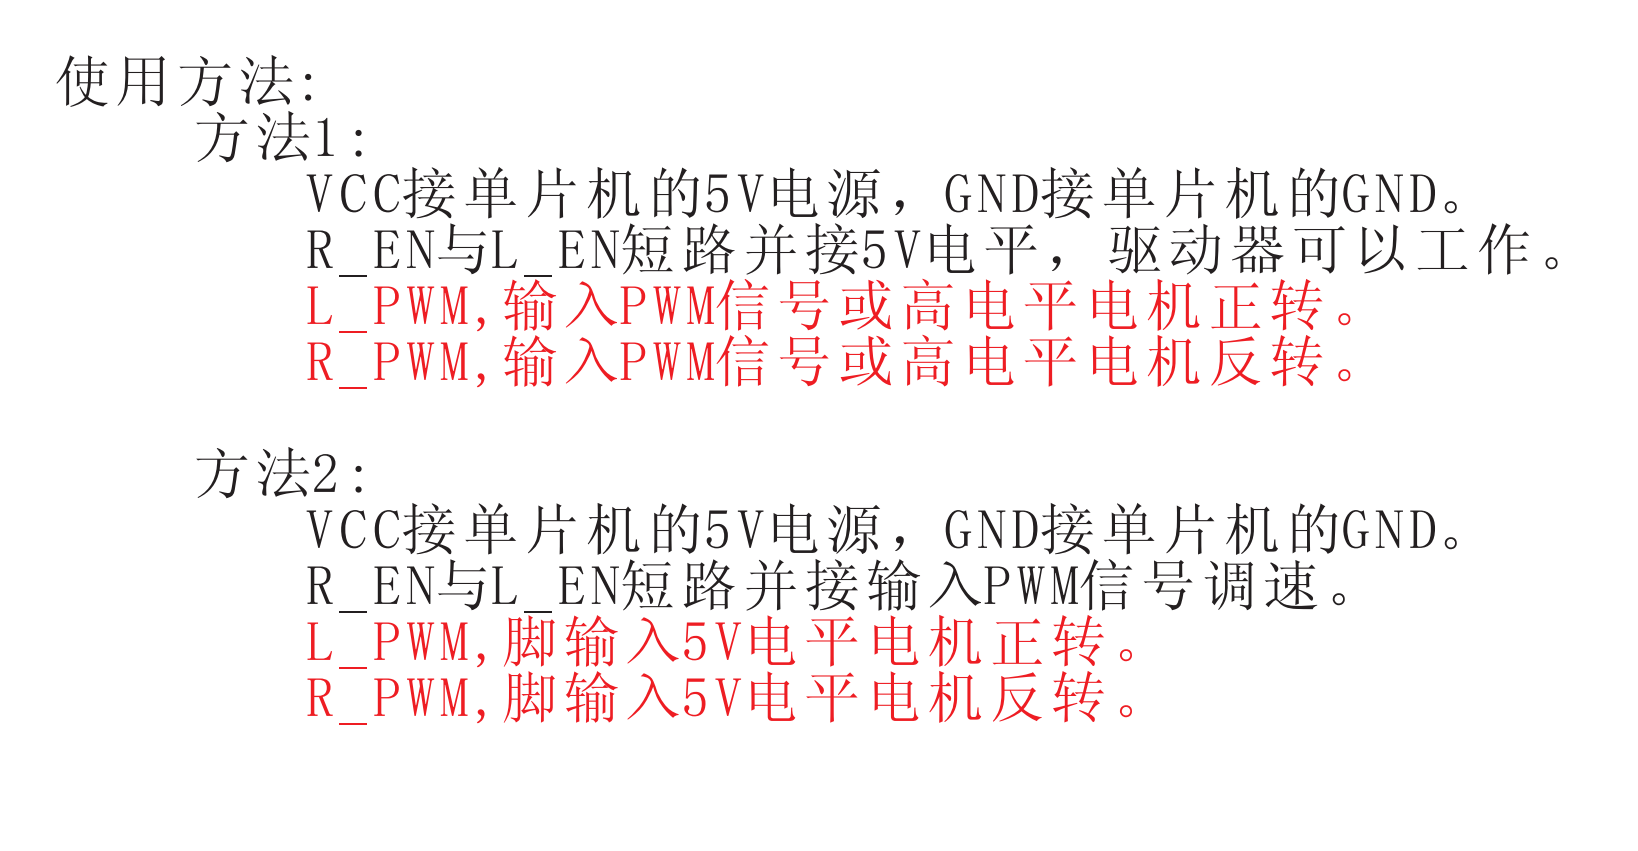 使用方法:
方法1:
VCC接单片机的5V电源，GND接单片机的GND。
R_EN与L_EN短路并接5V电平，驱动器可以工作。
L_PWM,输入PWM信号或高电平电机正转。
R_PWM,输入PWM信号或高电平电机反转。
方法2:
VCC接单片机的5V电源，GND接单片机的GND。
R_EN与L_EN短路并接输入PWM信号调速。
L_PWM,脚输入5V电平电机正转。
R_PWM,脚输入5V电平电机反转。